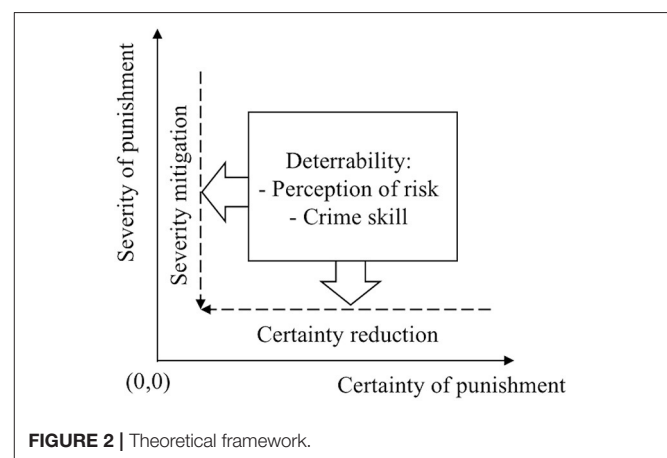 Severity of punishment
Severity mitigation
Deterrability:
- Perception of risk
- Crime skill
Certainty reduction
(0,0)
Certainty of punishment
FIGURE 2 | Theoretical framework.